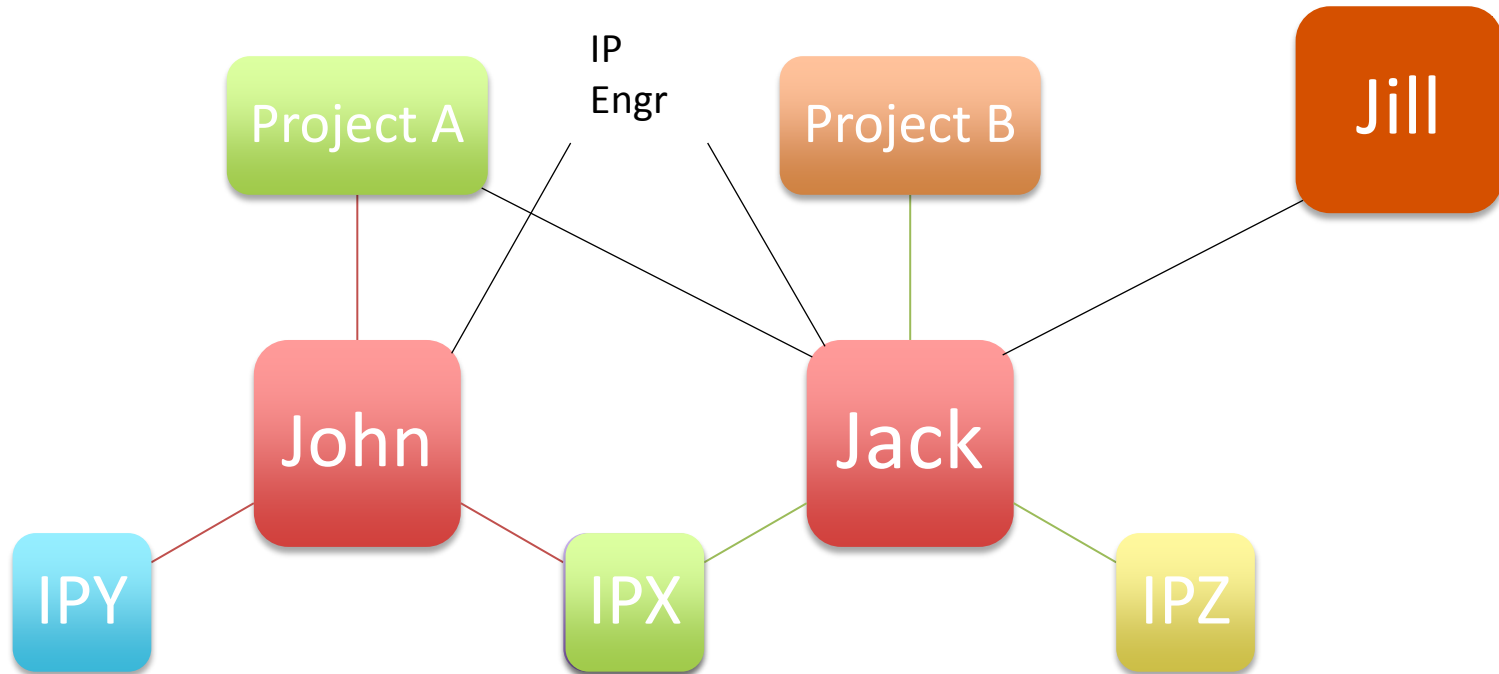 IP
Engr
Project A
Project B
Jill
John
Jack
IPY
IPX
IPZ